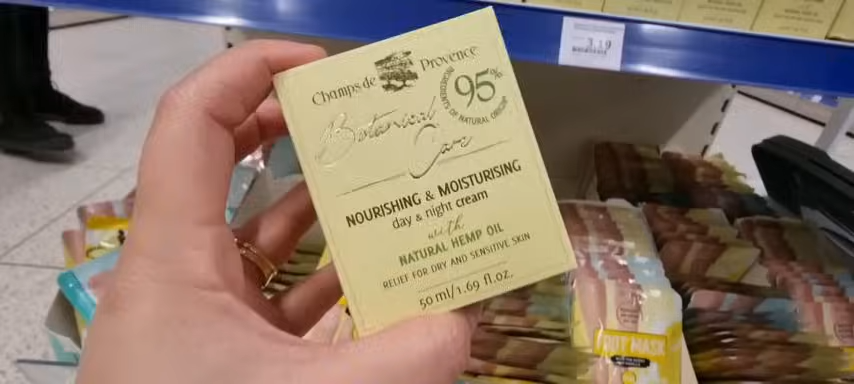 Champs de Provence
95%
INGREDIENTS OF NATURAL ORIGIN
Botanical
Care
NOURISHING & MOISTURISING
day & night cream
with
NATURAL HEMP OIL
RELIEF FOR DRY AND SENSITIVE SKIN
50 ml/1.69 fl.oz.
3.19
FOOT MASK